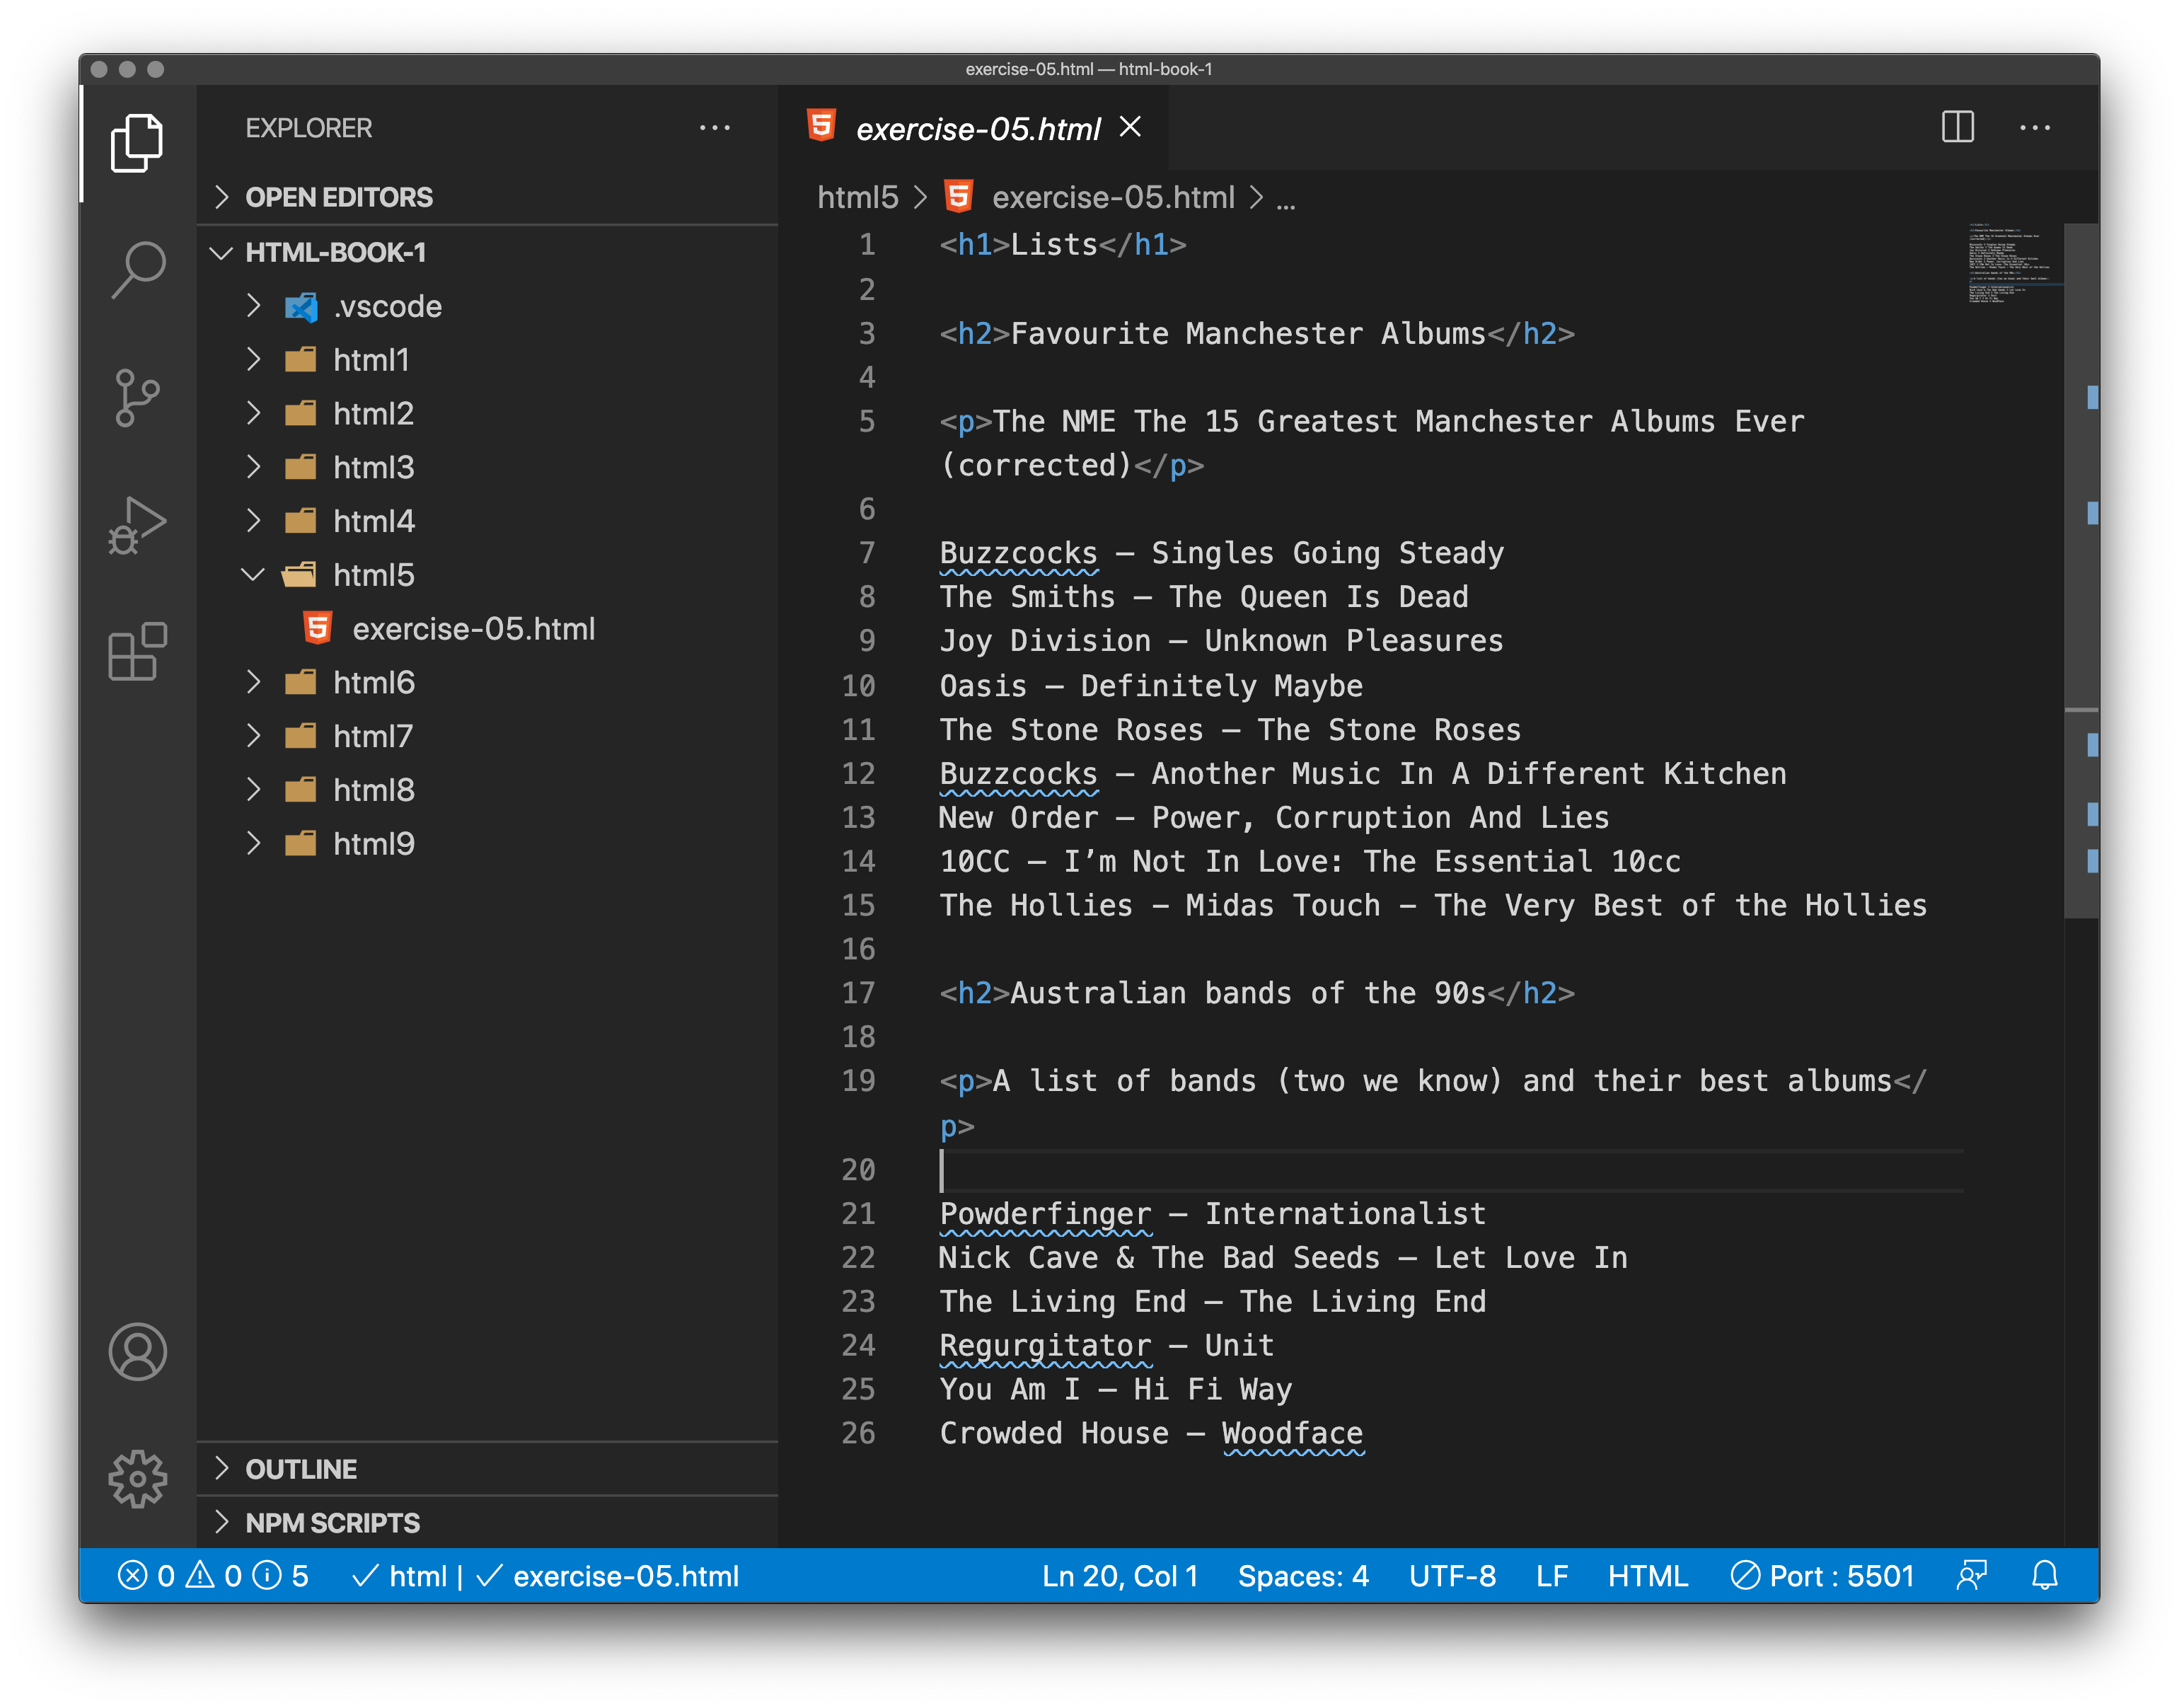 exercise-05.html — html-book-1
EXPLORER
OPEN EDITORS
HTML-BOOK-1
.vscode
html1
html2
html3
html4
html5
exercise-05.html
html6
html7
html8
html9
OUTLINE
NPM SCRIPTS
exercise-05.html
html5 > exercise-05.html > ...
1 <h1>Lists</h1>
2
3 <h2>Favourite Manchester Albums</h2>
4
5 <p>The NME The 15 Greatest Manchester Albums Ever
(corrected)</p>
6
7 Buzzcocks – Singles Going Steady
8 The Smiths – The Queen Is Dead
9 Joy Division – Unknown Pleasures
10 Oasis – Definitely Maybe
11 The Stone Roses – The Stone Roses
12 Buzzcocks – Another Music In A Different Kitchen
13 New Order – Power, Corruption And Lies
14 10CC – I’m Not In Love: The Essential 10cc
15 The Hollies – Midas Touch – The Very Best of the Hollies
16
17 <h2>Australian bands of the 90s</h2>
18
19 <p>A list of bands (two we know) and their best albums</
p>
20
21 Powderfinger – Internationalist
22 Nick Cave & The Bad Seeds – Let Love In
23 The Living End – The Living End
24 Regurgitator – Unit
25 You Am I – Hi Fi Way
26 Crowded House – Woodface
0 0 5 html | exercise-05.html Ln 20, Col 1 Spaces: 4 UTF-8 LF HTML Port : 5501